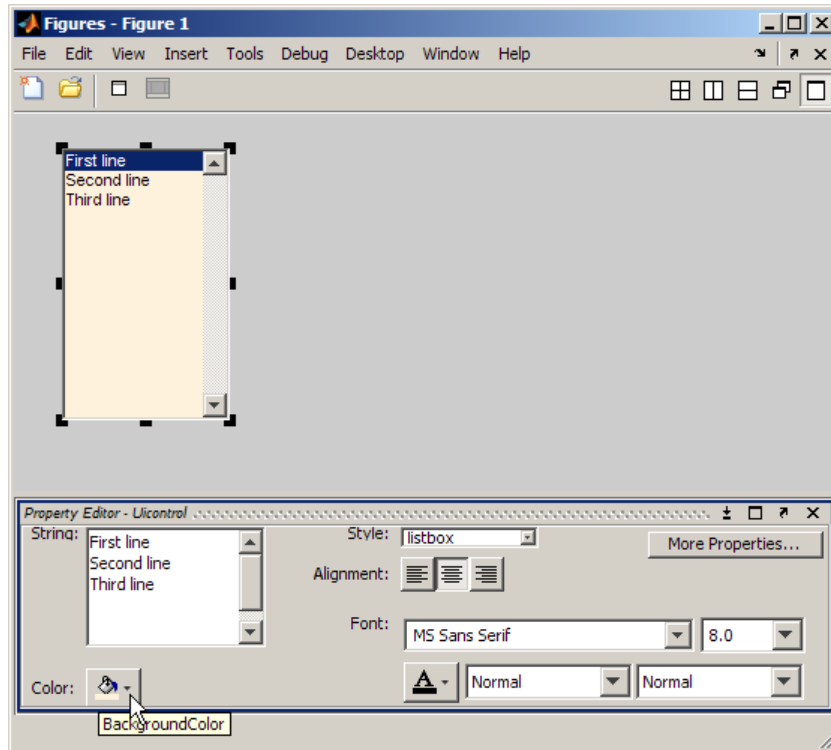 Figures - Figure 1
File Edit View Insert Tools Debug Desktop Window Help
First line
Second line
Third line
Property Editor - Uicontrol
String:
First line
Second line
Third line
Style: listbox
More Properties...
Alignment:
Font: MS Sans Serif 8.0
Color:
A Normal Normal
BackgroundColor